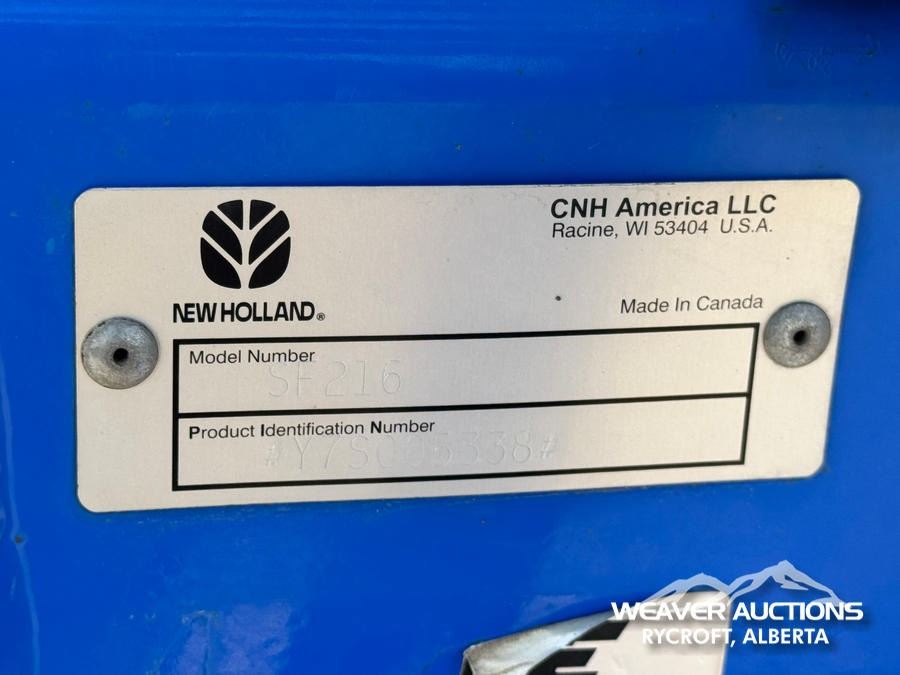 CNH America LLC
Racine, WI 53404 U.S.A.
NEW HOLLAND®
Made In Canada
Model Number
SF216
Product Identification Number
#Y7S005338#
WEAVER AUCTIONS
RYCROFT, ALBERTA